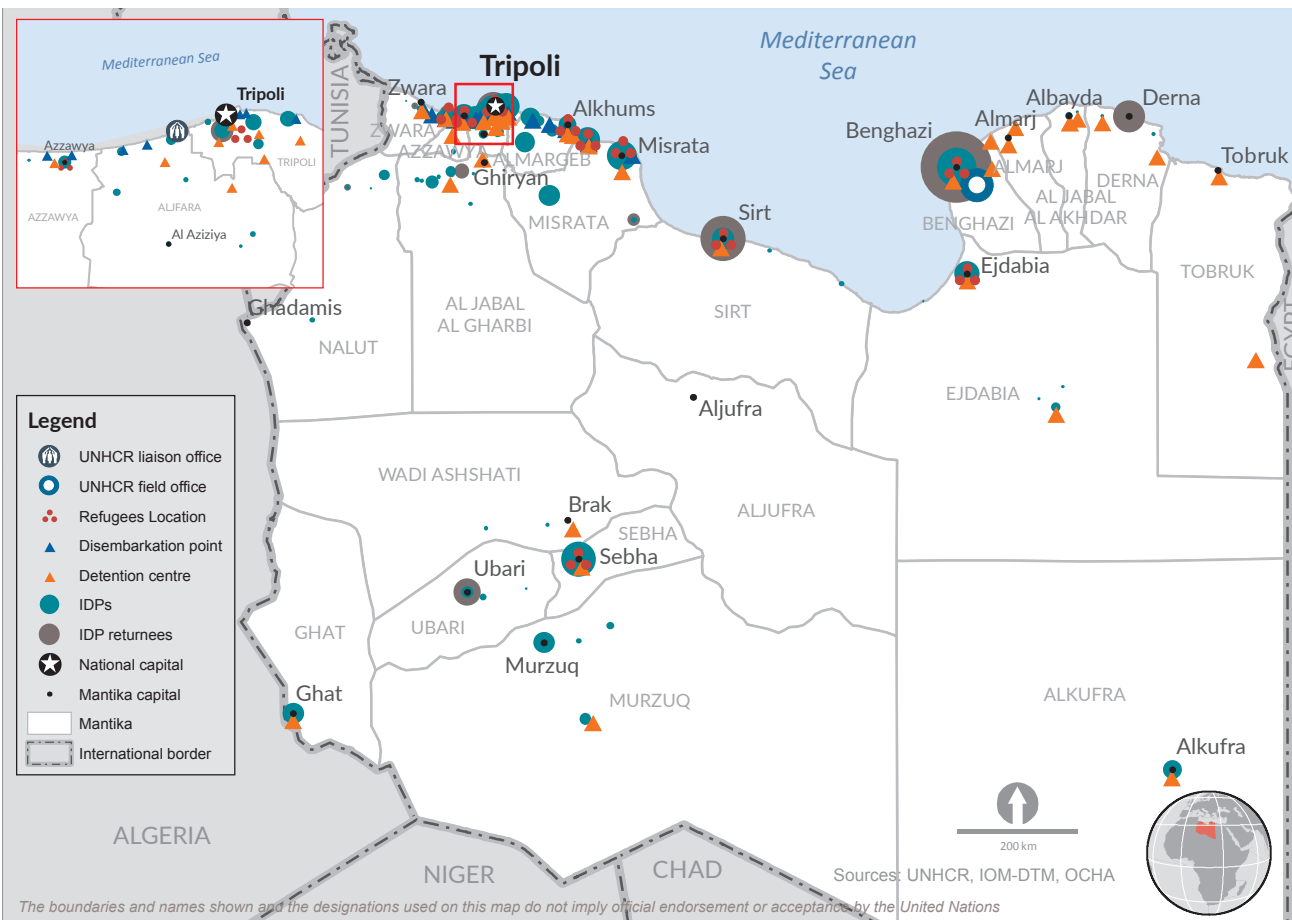 Mediterranean Sea
Tripoli
Azzawya
TRIPOLI
AZZAWYA
ALJFARA
Al Aziziya
Mediterranean
Sea
TUNISIA
Tripoli
Zwara
ZWARA
AZZAWYA
Alkhums
ALMARGEB
Misrata
Ghiryan
MISRATA
Sirt
Benghazi
Almarj
ALMARJ
Albayda
Derna
Tobruk
DERNA
AL JABAL
AL AKHDAR
BENGHAZI
Ejdabia
TOBRUK
EGYPT
Ghadamis
NALUT
AL JABAL
AL GHARBI
SIRT
Aljufra
EJDABIA
Legend
UNHCR liaison office
UNHCR field office
Refugees Location
Disembarkation point
Detention centre
IDPs
IDP returnees
National capital
Mantika capital
Mantika
International border
WADI ASHSHATI
Brak
SEBHA
Sebha
ALJUFRA
Ubari
UBARI
GHAT
Murzuq
Ghat
MURZUQ
ALKUFRA
Alkufra
ALGERIA
NIGER
CHAD
200 km
Sources: UNHCR, IOM-DTM, OCHA
The boundaries and names shown and the designations used on this map do not imply official endorsement or acceptance by the United Nations